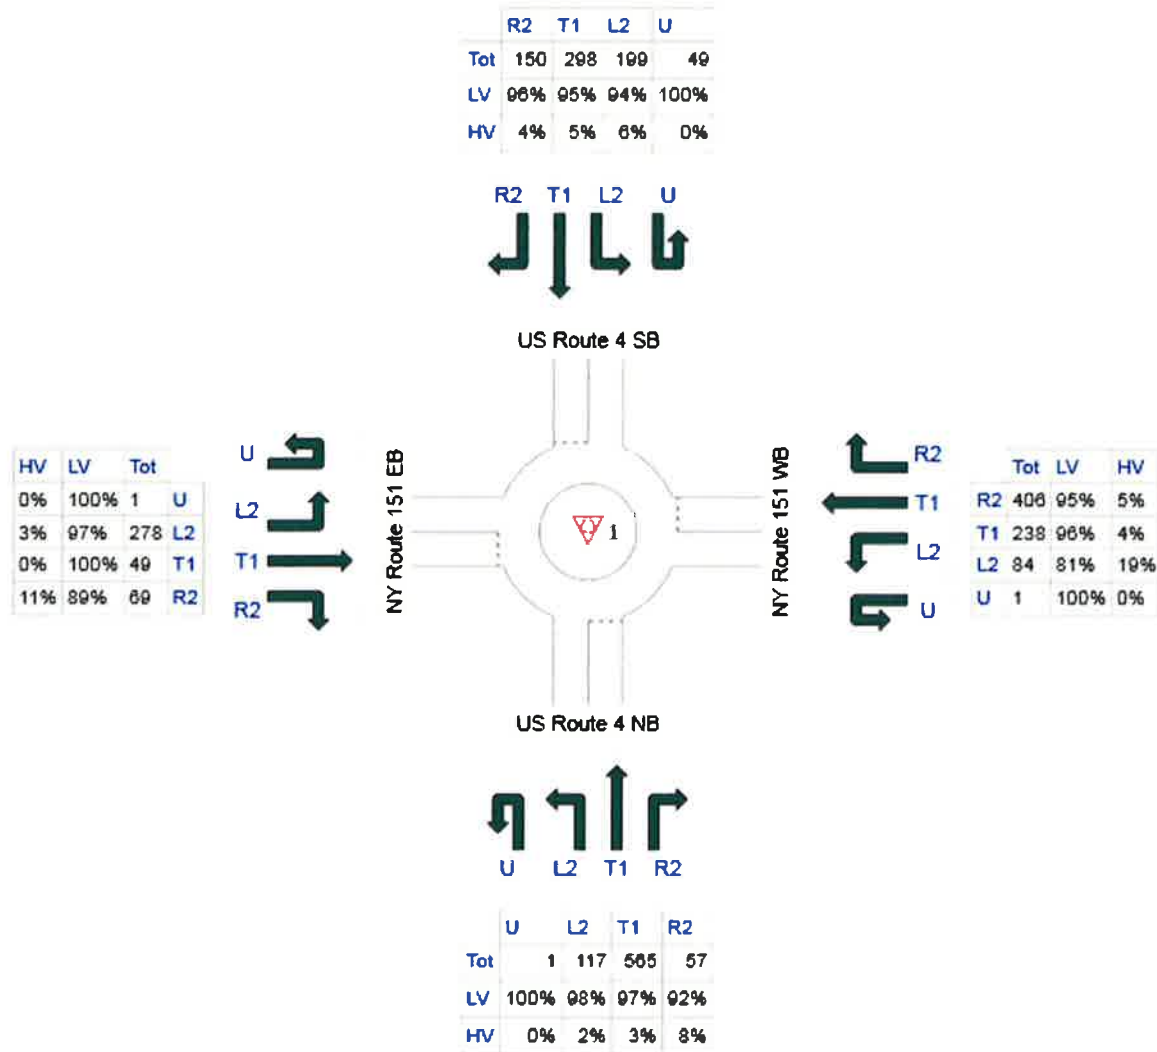 R2 T1 L2 U
Tot 150 298 199 49
LV 96% 95% 94% 100%
HV 4% 5% 6% 0%
R2 T1 L2 U
US Route 4 SB
HV LV Tot
0% 100% 1 U
3% 97% 278 L2
0% 100% 49 T1
11% 89% 69 R2
U
L2
T1
R2
NY Route 151 EB
1
NY Route 151 WB
R2
T1
L2
U
Tot LV HV
R2 406 95% 5%
T1 238 96% 4%
L2 84 81% 19%
U 1 100% 0%
US Route 4 NB
U L2 T1 R2
U L2 T1 R2
Tot 1 117 565 57
LV 100% 98% 97% 92%
HV 0% 2% 3% 8%